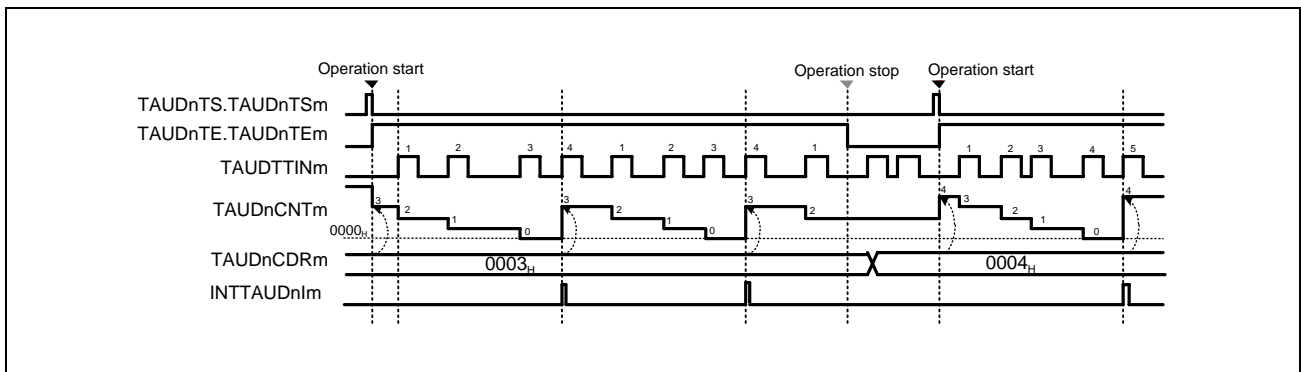 Operation start Operation stop Operation start
TAUDnTS.TAUDnTSm
TAUDnTE.TAUDnTEm
1 2 3 4 1 2 3 4 1 1 2 3 4 5
TAUDTTINm
TAUDnCNTm
3 2 1 0 3 2 1 0 3 2 4 3 2 1 0 4
0000H
TAUDnCDRm
0003H 0004H
INTTAUDnIm